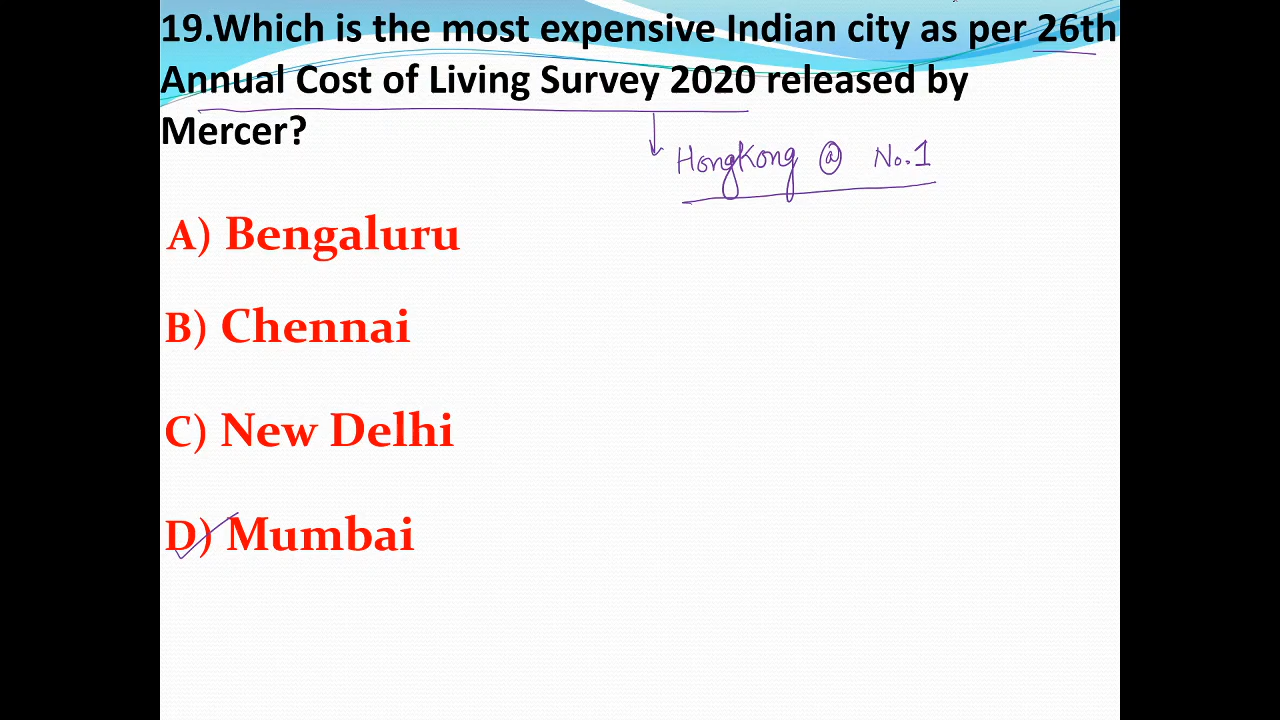 19.Which is the most expensive Indian city as per 26th
Annual Cost of Living Survey 2020 released by
Mercer?
HongKong @ No.1
A) Bengaluru
B) Chennai
C) New Delhi
D) Mumbai